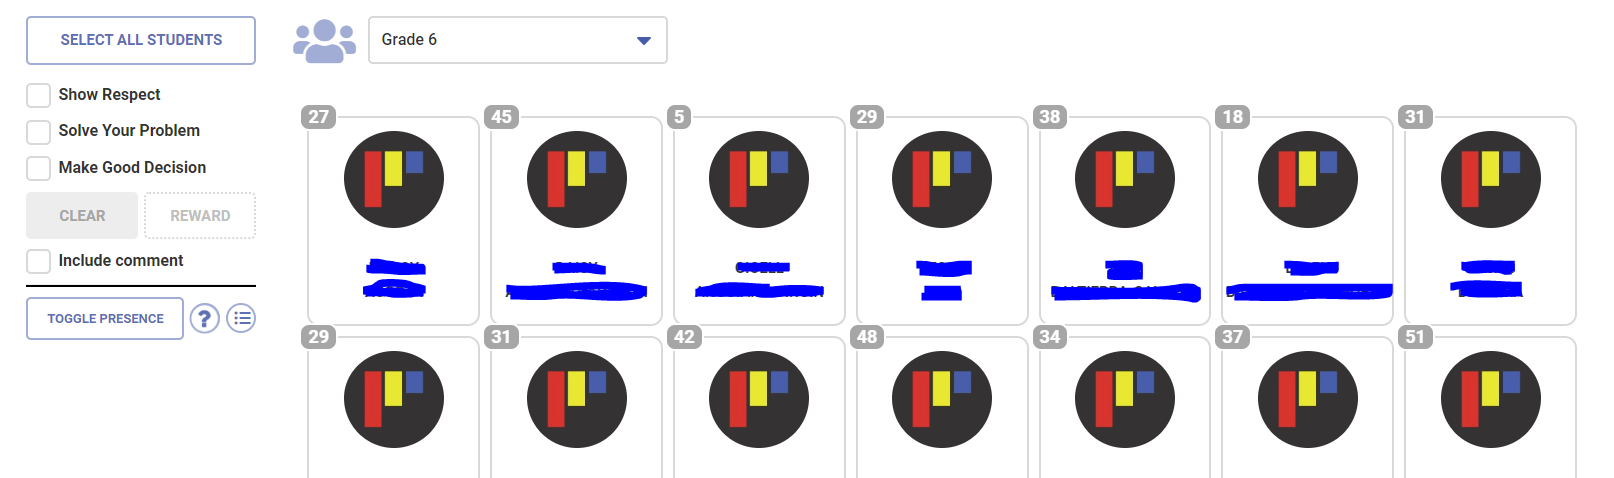 SELECT ALL STUDENTS
Grade 6
Show Respect
Solve Your Problem
Make Good Decision
CLEAR REWARD
Include comment
TOGGLE PRESENCE ?
27 45 5 29 38 18 31
29 31 42 48 34 37 51